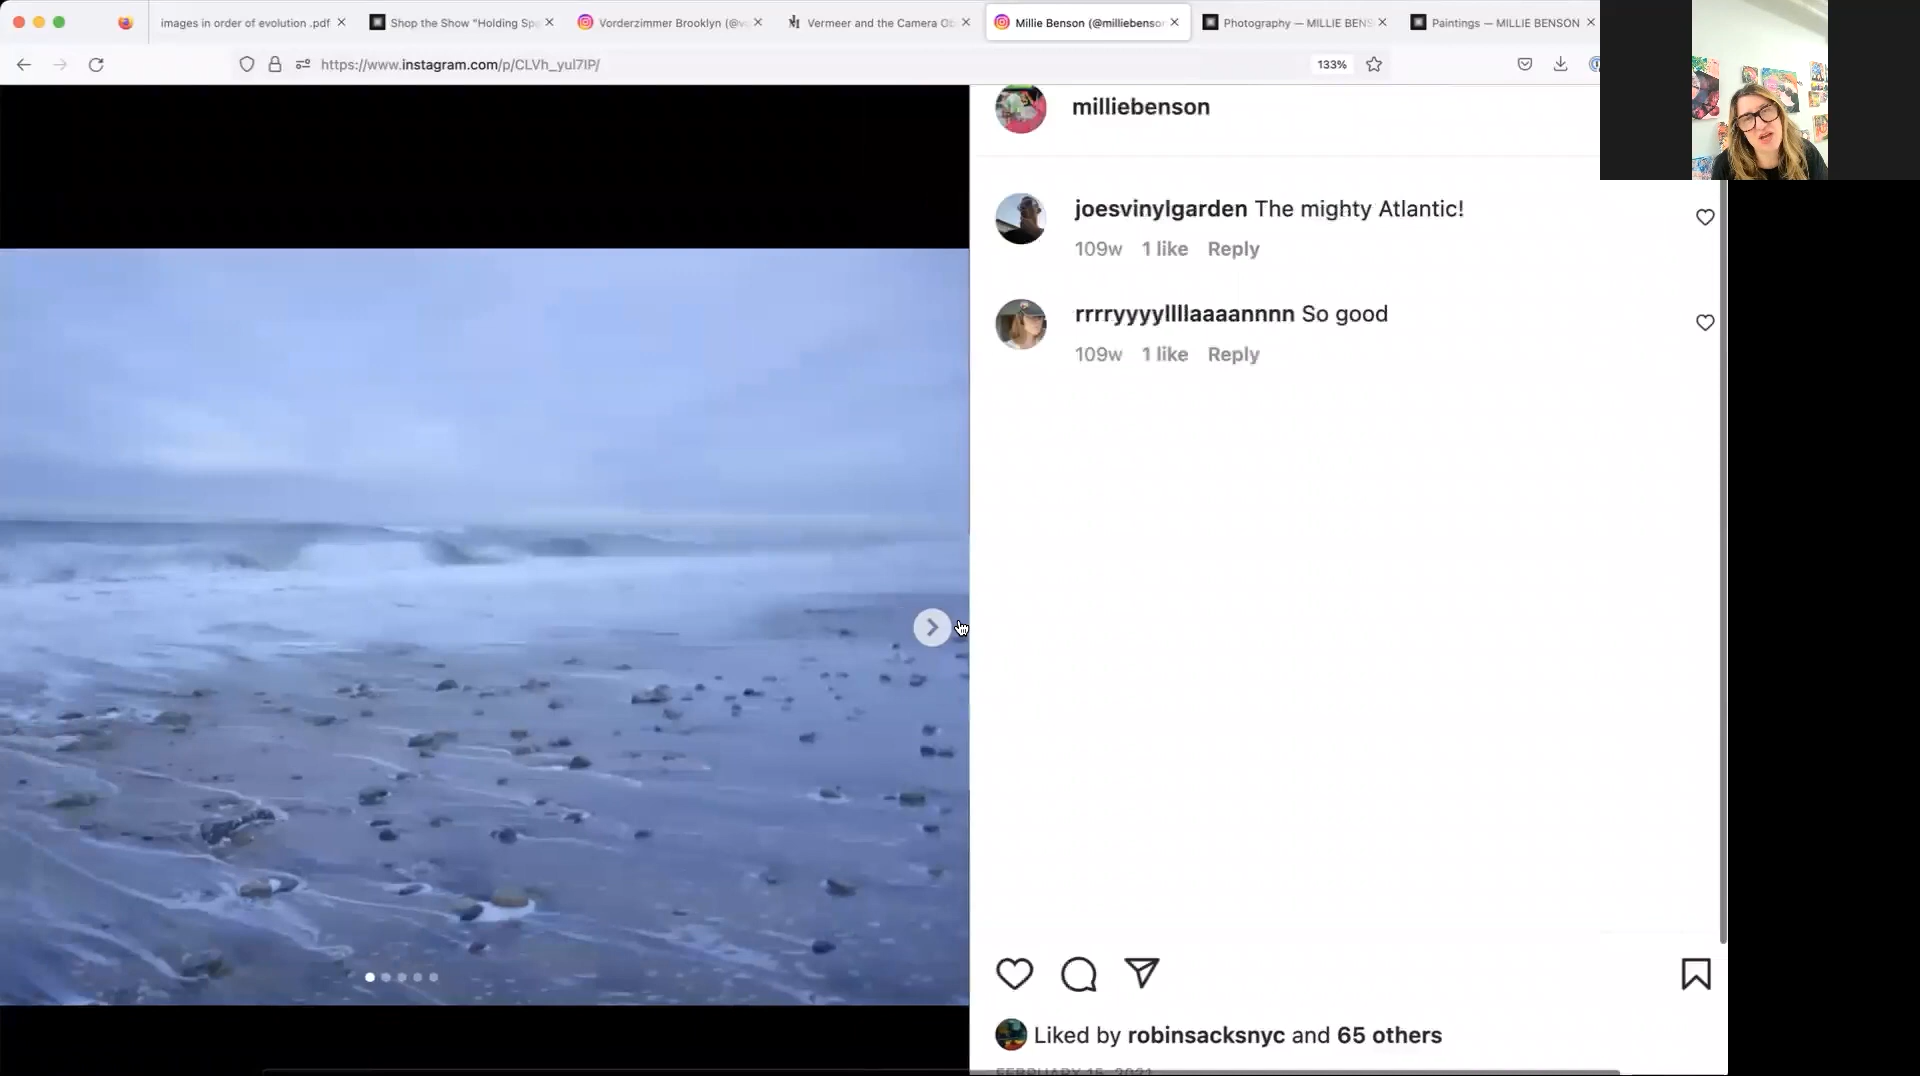 images in order of evolution .pdf
Shop the Show "Holding Sp
Vorderzimmer Brooklyn (@v
Vermeer and the Camera Ob
Millie Benson (@milliebenson
Photography — MILLIE BENS
Paintings — MILLIE BENSON
https://www.instagram.com/p/CLVh_yul7IP/
133%
milliebenson
joesvinylgarden The mighty Atlantic!
109w 1 like Reply
rrrryyyyllllaaaannnn So good
109w 1 like Reply
Liked by robinsacksnyc and 65 others
FEBRUARY 15, 2021